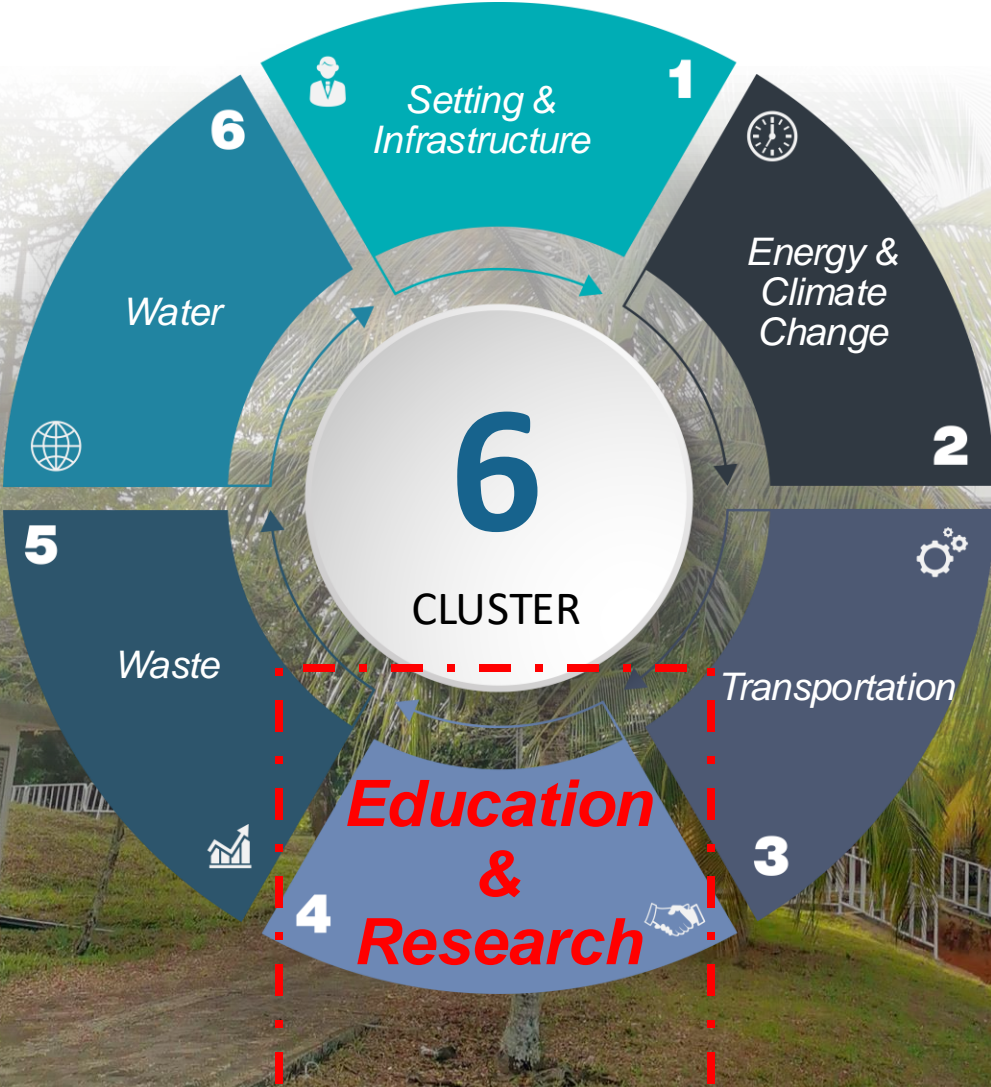 1
Setting &
Infrastructure
2
Energy &
Climate
Change
3
Transportation
4
Education
&
Research
5
Waste
6
Water
6
CLUSTER